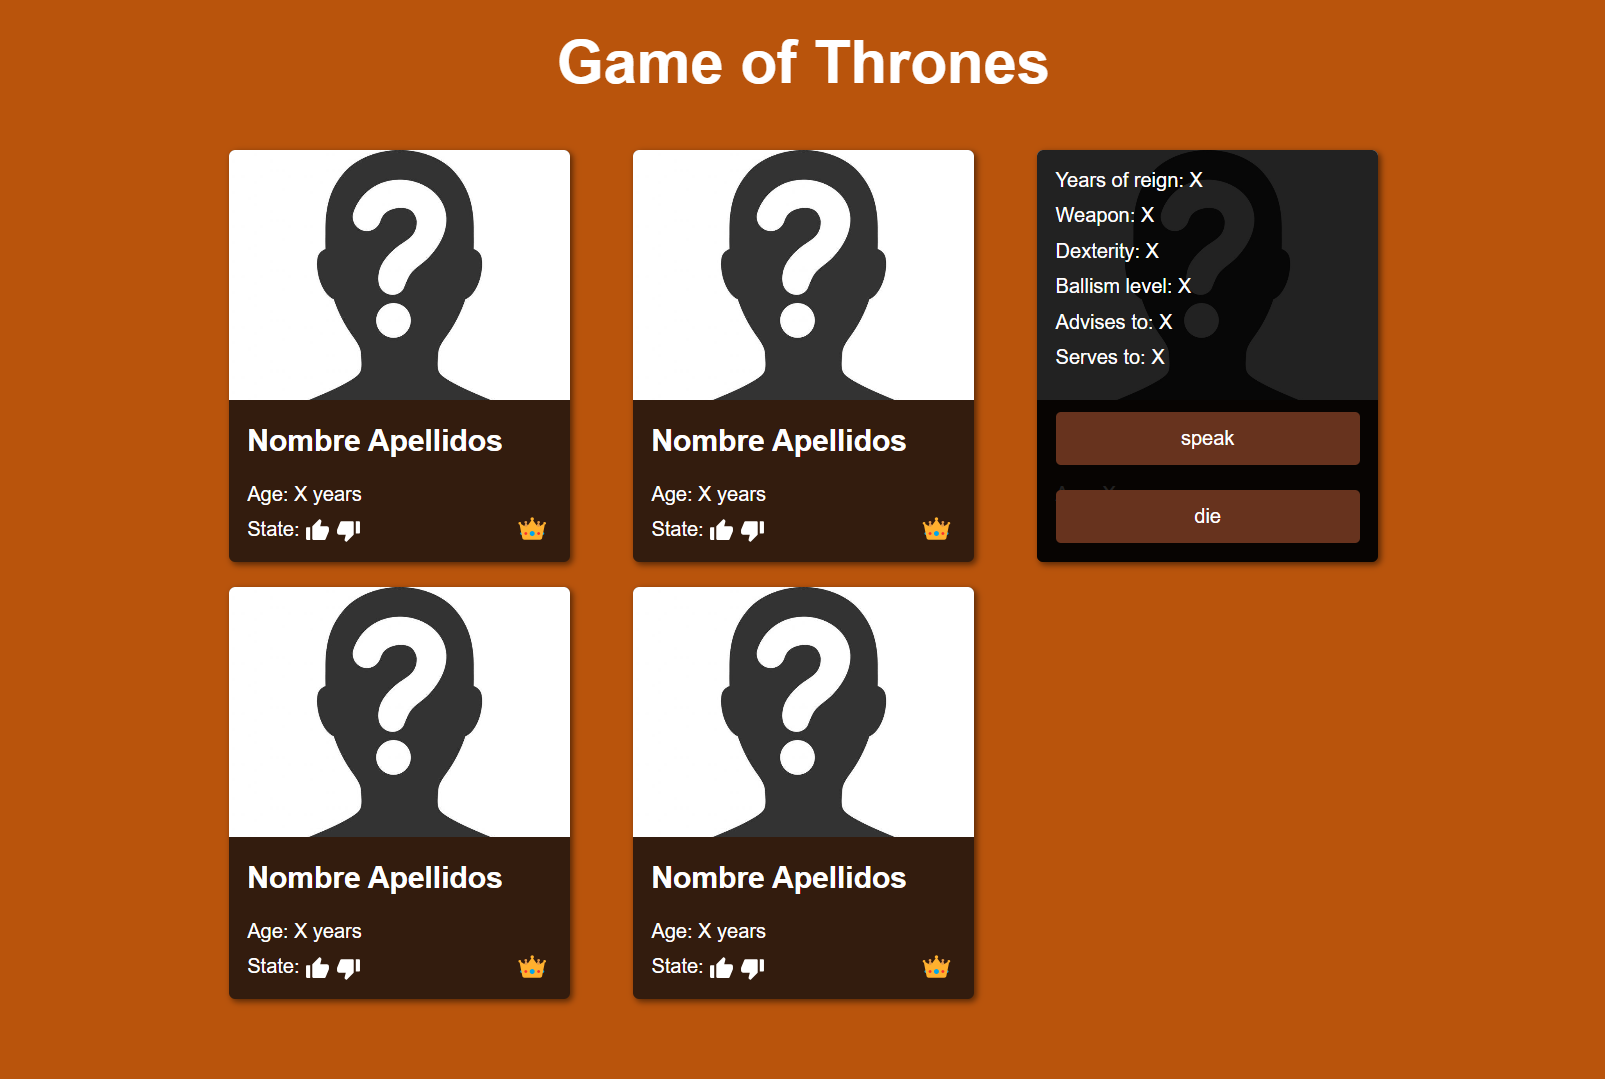 Game of Thrones
Nombre Apellidos
Age: X years
State:
Nombre Apellidos
Age: X years
State:
Years of reign: X
Weapon: X
Dexterity: X
Ballism level: X
Advises to: X
Serves to: X
speak
die
Nombre Apellidos
Age: X years
State:
Nombre Apellidos
Age: X years
State: